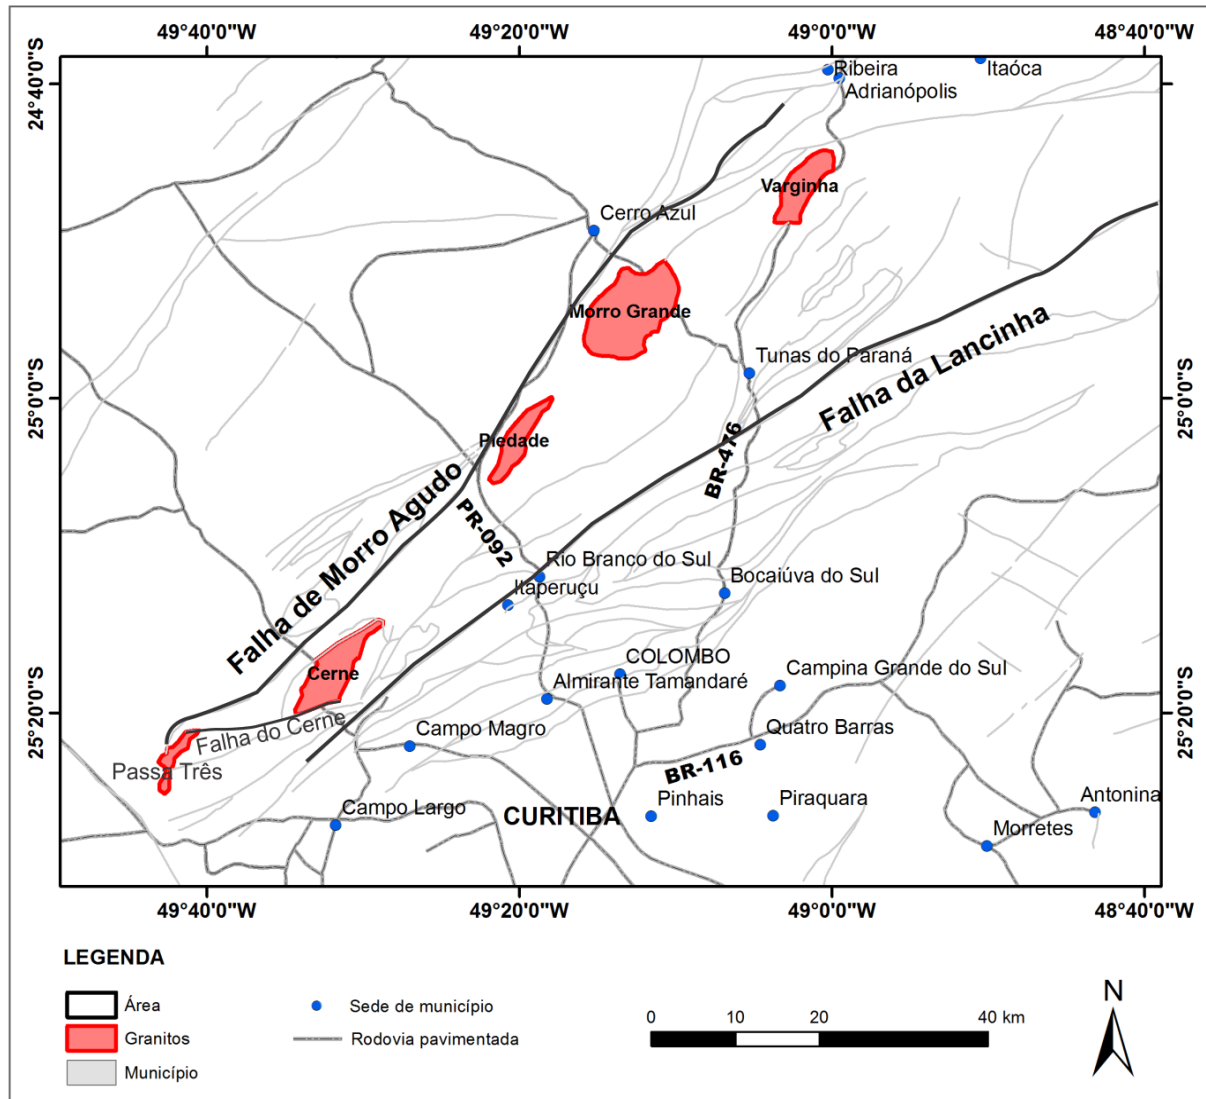 49°40'0"W 49°20'0"W 49°0'0"W 48°40'0"W
24°40'0"S
24°40'0"S
Ribeira
Itaóca
Adrianópolis
Varginha
Cerro Azul
Morro Grande
Tunas do Paraná
Falha da Lancinha
25°0'0"S
25°0'0"S
Piedade
BR-476
Falha de Morro Agudo
PR-092
Rio Branco do Sul
Itaperuçu
Bocaiúva do Sul
COLOMBO
Campina Grande do Sul
Cerne
Almirante Tamandaré
25°20'0"S
25°20'0"S
Falha do Cerne
Campo Magro
Quatro Barras
Passa Três
BR-116
Campo Largo
CURITIBA
Pinhais
Piraquara
Antonina
Morretes
49°40'0"W 49°20'0"W 49°0'0"W 48°40'0"W
LEGENDA
Área
Granitos
Município
Sede de município
Rodovia pavimentada
0 10 20 40 km
N